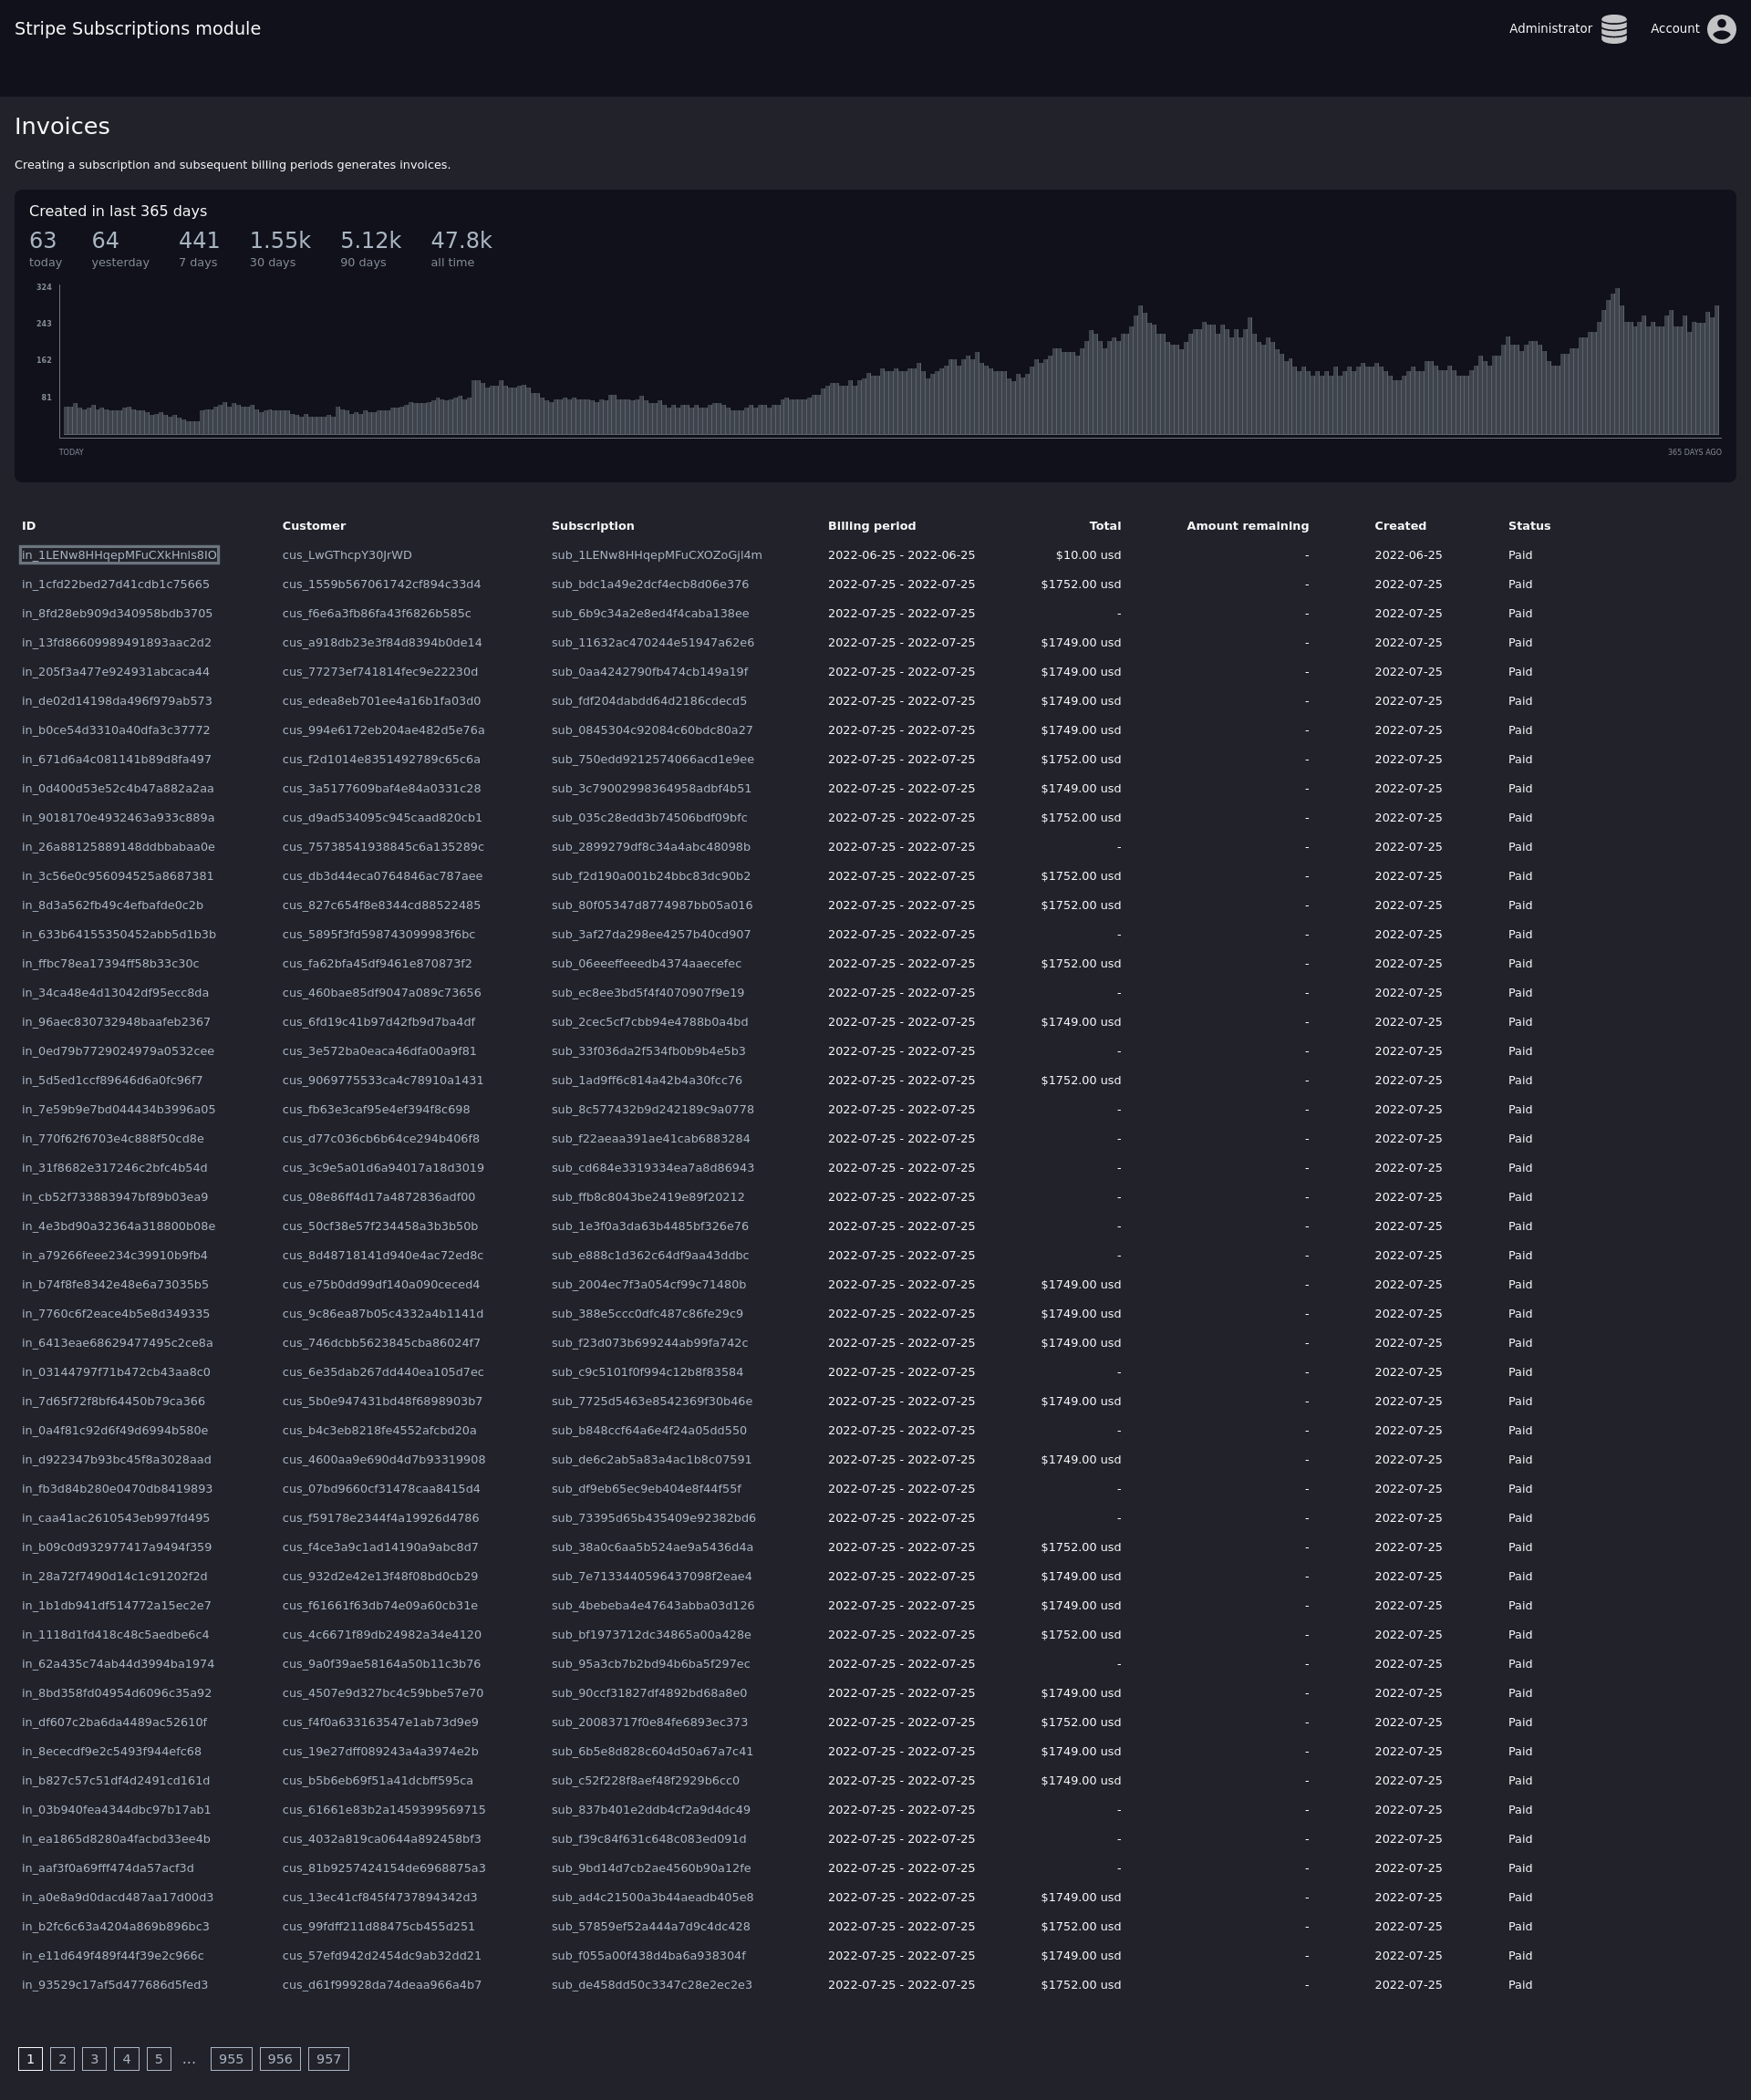 Stripe Subscriptions module
Administrator Account
Invoices
Creating a subscription and subsequent billing periods generates invoices.
Created in last 365 days
63 64 441 1.55k 5.12k 47.8k
today yesterday 7 days 30 days 90 days all time
324
243
162
81
TODAY 365 DAYS AGO
ID Customer Subscription Billing period Total Amount remaining Created Status
in_1LENw8HHqepMFuCXkHnIs8IO cus_LwGThcpY30JrWD sub_1LENw8HHqepMFuCXOZoGjl4m 2022-06-25 - 2022-06-25 $10.00 usd - 2022-06-25 Paid
in_1cfd22bed27d41cdb1c75665 cus_1559b567061742cf894c33d4 sub_bdc1a49e2dcf4ecb8d06e376 2022-07-25 - 2022-07-25 $1752.00 usd - 2022-07-25 Paid
in_8fd28eb909d340958bdb3705 cus_f6e6a3fb86fa43f6826b585c sub_6b9c34a2e8ed4f4caba138ee 2022-07-25 - 2022-07-25 - - 2022-07-25 Paid
in_13fd86609989491893aac2d2 cus_a918db23e3f84d8394b0de14 sub_11632ac470244e51947a62e6 2022-07-25 - 2022-07-25 $1749.00 usd - 2022-07-25 Paid
in_205f3a477e924931abcaca44 cus_77273ef741814fec9e22230d sub_0aa4242790fb474cb149a19f 2022-07-25 - 2022-07-25 $1749.00 usd - 2022-07-25 Paid
in_de02d14198da496f979ab573 cus_edea8eb701ee4a16b1fa03d0 sub_fdf204dabdd64d2186cdecd5 2022-07-25 - 2022-07-25 $1749.00 usd - 2022-07-25 Paid
in_b0ce54d3310a40dfa3c37772 cus_994e6172eb204ae482d5e76a sub_0845304c92084c60bdc80a27 2022-07-25 - 2022-07-25 $1749.00 usd - 2022-07-25 Paid
in_671d6a4c081141b89d8fa497 cus_f2d1014e8351492789c65c6a sub_750edd9212574066acd1e9ee 2022-07-25 - 2022-07-25 $1752.00 usd - 2022-07-25 Paid
in_0d400d53e52c4b47a882a2aa cus_3a5177609baf4e84a0331c28 sub_3c79002998364958adbf4b51 2022-07-25 - 2022-07-25 $1749.00 usd - 2022-07-25 Paid
in_9018170e4932463a933c889a cus_d9ad534095c945caad820cb1 sub_035c28edd3b74506bdf09bfc 2022-07-25 - 2022-07-25 $1752.00 usd - 2022-07-25 Paid
in_26a88125889148ddbbabaa0e cus_75738541938845c6a135289c sub_2899279df8c34a4abc48098b 2022-07-25 - 2022-07-25 - - 2022-07-25 Paid
in_3c56e0c956094525a8687381 cus_db3d44eca0764846ac787aee sub_f2d190a001b24bbc83dc90b2 2022-07-25 - 2022-07-25 $1752.00 usd - 2022-07-25 Paid
in_8d3a562fb49c4efbafde0c2b cus_827c654f8e8344cd88522485 sub_80f05347d8774987bb05a016 2022-07-25 - 2022-07-25 $1752.00 usd - 2022-07-25 Paid
in_633b64155350452abb5d1b3b cus_5895f3fd598743099983f6bc sub_3af27da298ee4257b40cd907 2022-07-25 - 2022-07-25 - - 2022-07-25 Paid
in_ffbc78ea17394ff58b33c30c cus_fa62bfa45df9461e870873f2 sub_06eeeffeeedb4374aaecefec 2022-07-25 - 2022-07-25 $1752.00 usd - 2022-07-25 Paid
in_34ca48e4d13042df95ecc8da cus_460bae85df9047a089c73656 sub_ec8ee3bd5f4f4070907f9e19 2022-07-25 - 2022-07-25 - - 2022-07-25 Paid
in_96aec830732948baafeb2367 cus_6fd19c41b97d42fb9d7ba4df sub_2cec5cf7cbb94e4788b0a4bd 2022-07-25 - 2022-07-25 $1749.00 usd - 2022-07-25 Paid
in_0ed79b7729024979a0532cee cus_3e572ba0eaca46dfa00a9f81 sub_33f036da2f534fb0b9b4e5b3 2022-07-25 - 2022-07-25 - - 2022-07-25 Paid
in_5d5ed1ccf89646d6a0fc96f7 cus_9069775533ca4c78910a1431 sub_1ad9ff6c814a42b4a30fcc76 2022-07-25 - 2022-07-25 $1752.00 usd - 2022-07-25 Paid
in_7e59b9e7bd044434b3996a05 cus_fb63e3caf95e4ef394f8c698 sub_8c577432b9d242189c9a0778 2022-07-25 - 2022-07-25 - - 2022-07-25 Paid
in_770f62f6703e4c888f50cd8e cus_d77c036cb6b64ce294b406f8 sub_f22aeaa391ae41cab6883284 2022-07-25 - 2022-07-25 - - 2022-07-25 Paid
in_31f8682e317246c2bfc4b54d cus_3c9e5a01d6a94017a18d3019 sub_cd684e3319334ea7a8d86943 2022-07-25 - 2022-07-25 - - 2022-07-25 Paid
in_cb52f733883947bf89b03ea9 cus_08e86ff4d17a4872836adf00 sub_ffb8c8043be2419e89f20212 2022-07-25 - 2022-07-25 - - 2022-07-25 Paid
in_4e3bd90a32364a318800b08e cus_50cf38e57f234458a3b3b50b sub_1e3f0a3da63b4485bf326e76 2022-07-25 - 2022-07-25 - - 2022-07-25 Paid
in_a79266feee234c39910b9fb4 cus_8d48718141d940e4ac72ed8c sub_e888c1d362c64df9aa43ddbc 2022-07-25 - 2022-07-25 - - 2022-07-25 Paid
in_b74f8fe8342e48e6a73035b5 cus_e75b0dd99df140a090ceced4 sub_2004ec7f3a054cf99c71480b 2022-07-25 - 2022-07-25 $1749.00 usd - 2022-07-25 Paid
in_7760c6f2eace4b5e8d349335 cus_9c86ea87b05c4332a4b1141d sub_388e5ccc0dfc487c86fe29c9 2022-07-25 - 2022-07-25 $1749.00 usd - 2022-07-25 Paid
in_6413eae68629477495c2ce8a cus_746dcbb5623845cba86024f7 sub_f23d073b699244ab99fa742c 2022-07-25 - 2022-07-25 $1749.00 usd - 2022-07-25 Paid
in_03144797f71b472cb43aa8c0 cus_6e35dab267dd440ea105d7ec sub_c9c5101f0f994c12b8f83584 2022-07-25 - 2022-07-25 - - 2022-07-25 Paid
in_7d65f72f8bf64450b79ca366 cus_5b0e947431bd48f6898903b7 sub_7725d5463e8542369f30b46e 2022-07-25 - 2022-07-25 $1749.00 usd - 2022-07-25 Paid
in_0a4f81c92d6f49d6994b580e cus_b4c3eb8218fe4552afcbd20a sub_b848ccf64a6e4f24a05dd550 2022-07-25 - 2022-07-25 - - 2022-07-25 Paid
in_d922347b93bc45f8a3028aad cus_4600aa9e690d4d7b93319908 sub_de6c2ab5a83a4ac1b8c07591 2022-07-25 - 2022-07-25 $1749.00 usd - 2022-07-25 Paid
in_fb3d84b280e0470db8419893 cus_07bd9660cf31478caa8415d4 sub_df9eb65ec9eb404e8f44f55f 2022-07-25 - 2022-07-25 - - 2022-07-25 Paid
in_caa41ac2610543eb997fd495 cus_f59178e2344f4a19926d4786 sub_73395d65b435409e92382bd6 2022-07-25 - 2022-07-25 - - 2022-07-25 Paid
in_b09c0d932977417a9494f359 cus_f4ce3a9c1ad14190a9abc8d7 sub_38a0c6aa5b524ae9a5436d4a 2022-07-25 - 2022-07-25 $1752.00 usd - 2022-07-25 Paid
in_28a72f7490d14c1c91202f2d cus_932d2e42e13f48f08bd0cb29 sub_7e7133440596437098f2eae4 2022-07-25 - 2022-07-25 $1749.00 usd - 2022-07-25 Paid
in_1b1db941df514772a15ec2e7 cus_f61661f63db74e09a60cb31e sub_4bebeba4e47643abba03d126 2022-07-25 - 2022-07-25 $1749.00 usd - 2022-07-25 Paid
in_1118d1fd418c48c5aedbe6c4 cus_4c6671f89db24982a34e4120 sub_bf1973712dc34865a00a428e 2022-07-25 - 2022-07-25 $1752.00 usd - 2022-07-25 Paid
in_62a435c74ab44d3994ba1974 cus_9a0f39ae58164a50b11c3b76 sub_95a3cb7b2bd94b6ba5f297ec 2022-07-25 - 2022-07-25 - - 2022-07-25 Paid
in_8bd358fd04954d6096c35a92 cus_4507e9d327bc4c59bbe57e70 sub_90ccf31827df4892bd68a8e0 2022-07-25 - 2022-07-25 $1749.00 usd - 2022-07-25 Paid
in_df607c2ba6da4489ac52610f cus_f4f0a633163547e1ab73d9e9 sub_20083717f0e84fe6893ec373 2022-07-25 - 2022-07-25 $1752.00 usd - 2022-07-25 Paid
in_8ececdf9e2c5493f944efc68 cus_19e27dff089243a4a3974e2b sub_6b5e8d828c604d50a67a7c41 2022-07-25 - 2022-07-25 $1749.00 usd - 2022-07-25 Paid
in_b827c57c51df4d2491cd161d cus_b5b6eb69f51a41dcbff595ca sub_c52f228f8aef48f2929b6cc0 2022-07-25 - 2022-07-25 $1749.00 usd - 2022-07-25 Paid
in_03b940fea4344dbc97b17ab1 cus_61661e83b2a1459399569715 sub_837b401e2ddb4cf2a9d4dc49 2022-07-25 - 2022-07-25 - - 2022-07-25 Paid
in_ea1865d8280a4facbd33ee4b cus_4032a819ca0644a892458bf3 sub_f39c84f631c648c083ed091d 2022-07-25 - 2022-07-25 - - 2022-07-25 Paid
in_aaf3f0a69fff474da57acf3d cus_81b9257424154de6968875a3 sub_9bd14d7cb2ae4560b90a12fe 2022-07-25 - 2022-07-25 - - 2022-07-25 Paid
in_a0e8a9d0dacd487aa17d00d3 cus_13ec41cf845f4737894342d3 sub_ad4c21500a3b44aeadb405e8 2022-07-25 - 2022-07-25 $1749.00 usd - 2022-07-25 Paid
in_b2fc6c63a4204a869b896bc3 cus_99fdff211d88475cb455d251 sub_57859ef52a444a7d9c4dc428 2022-07-25 - 2022-07-25 $1752.00 usd - 2022-07-25 Paid
in_e11d649f489f44f39e2c966c cus_57efd942d2454dc9ab32dd21 sub_f055a00f438d4ba6a938304f 2022-07-25 - 2022-07-25 $1749.00 usd - 2022-07-25 Paid
in_93529c17af5d477686d5fed3 cus_d61f99928da74deaa966a4b7 sub_de458dd50c3347c28e2ec2e3 2022-07-25 - 2022-07-25 $1752.00 usd - 2022-07-25 Paid
1 2 3 4 5 ... 955 956 957